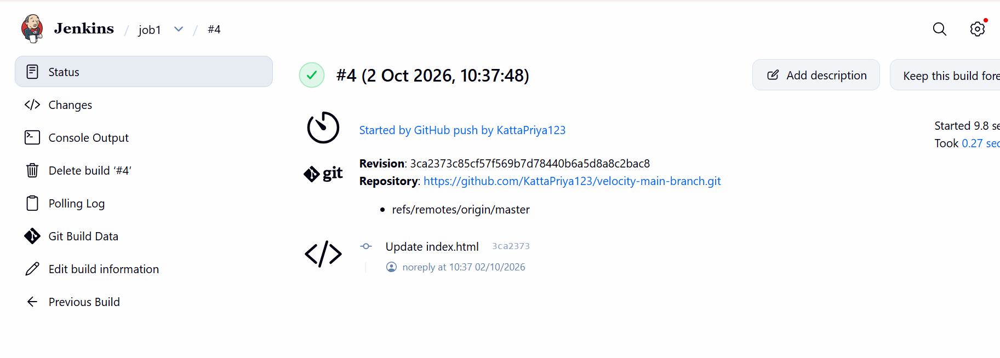 Jenkins / job1 / #4
Status
Changes
Console Output
Delete build ‘#4’
Polling Log
Git Build Data
Edit build information
Previous Build
#4 (2 Oct 2026, 10:37:48)
Add description
Keep this build fore
Started by GitHub push by KattaPriya123
Started 9.8 se
Took 0.27 sec
git
Revision: 3ca2373c85cf57f569b7d78440b6a5d8a8c2bac8
Repository: https://github.com/KattaPriya123/velocity-main-branch.git
refs/remotes/origin/master
Update index.html 3ca2373
noreply at 10:37 02/10/2026